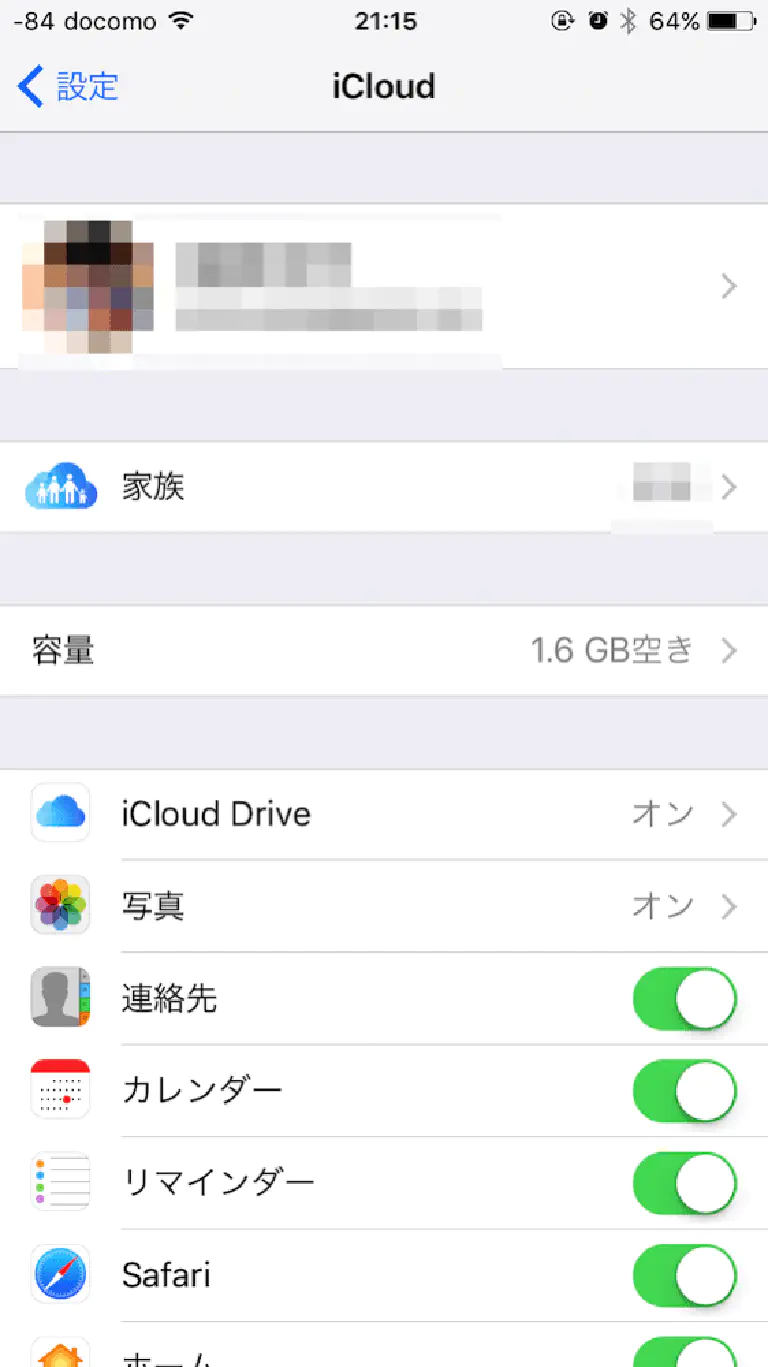 -84 docomo 21:15 64%
設定 iCloud
家族
容量 1.6 GB空き
iCloud Drive オン
写真 オン
連絡先
カレンダー
リマインダー
Safari
ホーム